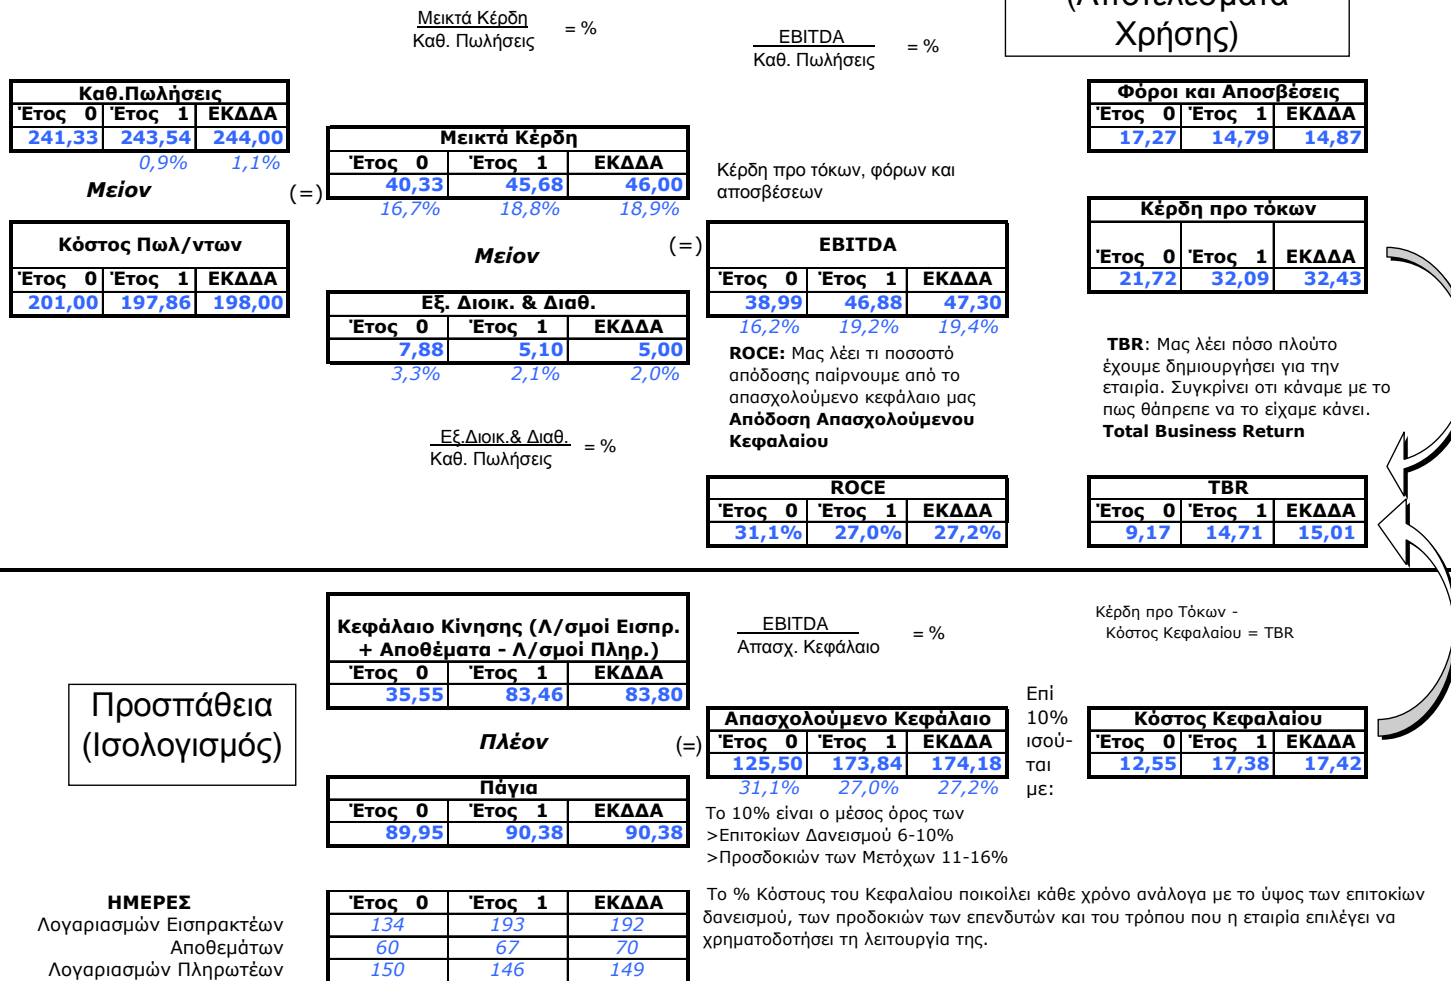 (Αποτελέσματα
Χρήσης)
Μεικτά Κέρδη
Καθ. Πωλήσεις
= %
EBITDA
Καθ. Πωλήσεις
= %
Καθ.Πωλήσεις
Έτος 0 Έτος 1 ΕΚΔΔΑ
241,33 243,54 244,00
0,9% 1,1%
Μείον
(=)
Κόστος Πωλ/ντων
Έτος 0 Έτος 1 ΕΚΔΔΑ
201,00 197,86 198,00
Μεικτά Κέρδη
Έτος 0 Έτος 1 ΕΚΔΔΑ
40,33 45,68 46,00
16,7% 18,8% 18,9%
Μείον
(=)
Εξ. Διοικ. & Διαθ.
Έτος 0 Έτος 1 ΕΚΔΔΑ
7,88 5,10 5,00
3,3% 2,1% 2,0%
Εξ.Διοικ.& Διαθ.
Καθ. Πωλήσεις
= %
Κέρδη προ τόκων, φόρων και
αποσβέσεων
EBITDA
Έτος 0 Έτος 1 ΕΚΔΔΑ
38,99 46,88 47,30
16,2% 19,2% 19,4%
ROCE: Μας λέει τι ποσοστό
απόδοσης παίρνουμε από το
απασχολούμενο κεφάλαιο μας
Απόδοση Απασχολούμενου
Κεφαλαίου
ROCE
Έτος 0 Έτος 1 ΕΚΔΔΑ
31,1% 27,0% 27,2%
Φόροι και Αποσβέσεις
Έτος 0 Έτος 1 ΕΚΔΔΑ
17,27 14,79 14,87
Κέρδη προ τόκων
Έτος 0 Έτος 1 ΕΚΔΔΑ
21,72 32,09 32,43
TBR: Μας λέει πόσο πλούτο
έχουμε δημιουργήσει για την
εταιρία. Συγκρίνει οτι κάναμε με το
πως θάπρεπε να το είχαμε κάνει.
Total Business Return
TBR
Έτος 0 Έτος 1 ΕΚΔΔΑ
9,17 14,71 15,01
Προσπάθεια
(Ισολογισμός)
Κεφάλαιο Κίνησης (Λ/σμοί Εισπρ.
+ Αποθέματα - Λ/σμοί Πληρ.)
Έτος 0 Έτος 1 ΕΚΔΔΑ
35,55 83,46 83,80
Πλέον
(=)
Πάγια
Έτος 0 Έτος 1 ΕΚΔΔΑ
89,95 90,38 90,38
EBITDA
Απασχ. Κεφάλαιο
= %
Απασχολούμενο Κεφάλαιο
Έτος 0 Έτος 1 ΕΚΔΔΑ
125,50 173,84 174,18
31,1% 27,0% 27,2%
Το 10% είναι ο μέσος όρος των
>Επιτοκίων Δανεισμού 6-10%
>Προσδοκιών των Μετόχων 11-16%
Επί
10%
ισού-
ται
με:
Κέρδη προ Τόκων -
Κόστος Κεφαλαίου = TBR
Κόστος Κεφαλαίου
Έτος 0 Έτος 1 ΕΚΔΔΑ
12,55 17,38 17,42
ΗΜΕΡΕΣ
Έτος 0 Έτος 1 ΕΚΔΔΑ
Λογαριασμών Εισπρακτέων 134 193 192
Αποθεμάτων 60 67 70
Λογαριασμών Πληρωτέων 150 146 149
Το % Κόστους του Κεφαλαίου ποικοίλει κάθε χρόνο ανάλογα με το ύψος των επιτοκίων
δανεισμού, των προδοκιών των επενδυτών και του τρόπου που η εταιρία επιλέγει να
χρηματοδοτήσει τη λειτουργία της.